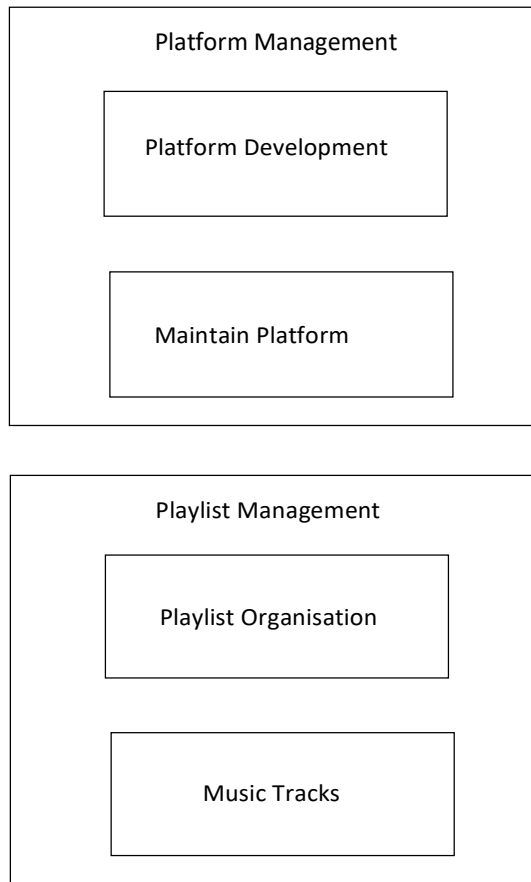 Platform Management
Platform Development
Maintain Platform
Playlist Management
Playlist Organisation
Music Tracks